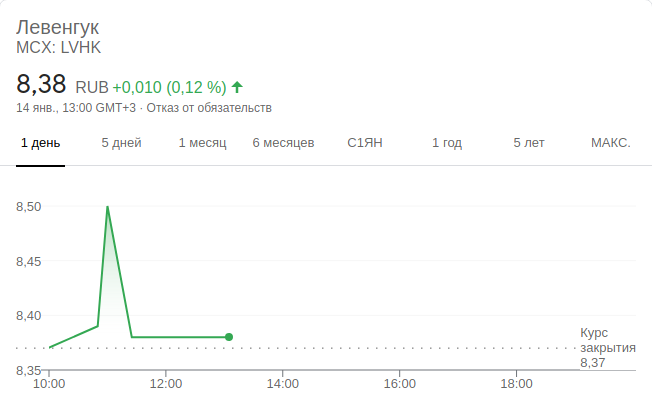 Левенгук
MCX: LVHK
8,38 RUB +0,010 (0,12 %)
14 янв., 13:00 GMT+3 · Отказ от обязательств
1 день 5 дней 1 месяц 6 месяцев С1ЯН 1 год 5 лет МАКС.
8,50
8,45
8,40
8,35
Курс
закрытия
8,37
10:00 12:00 14:00 16:00 18:00